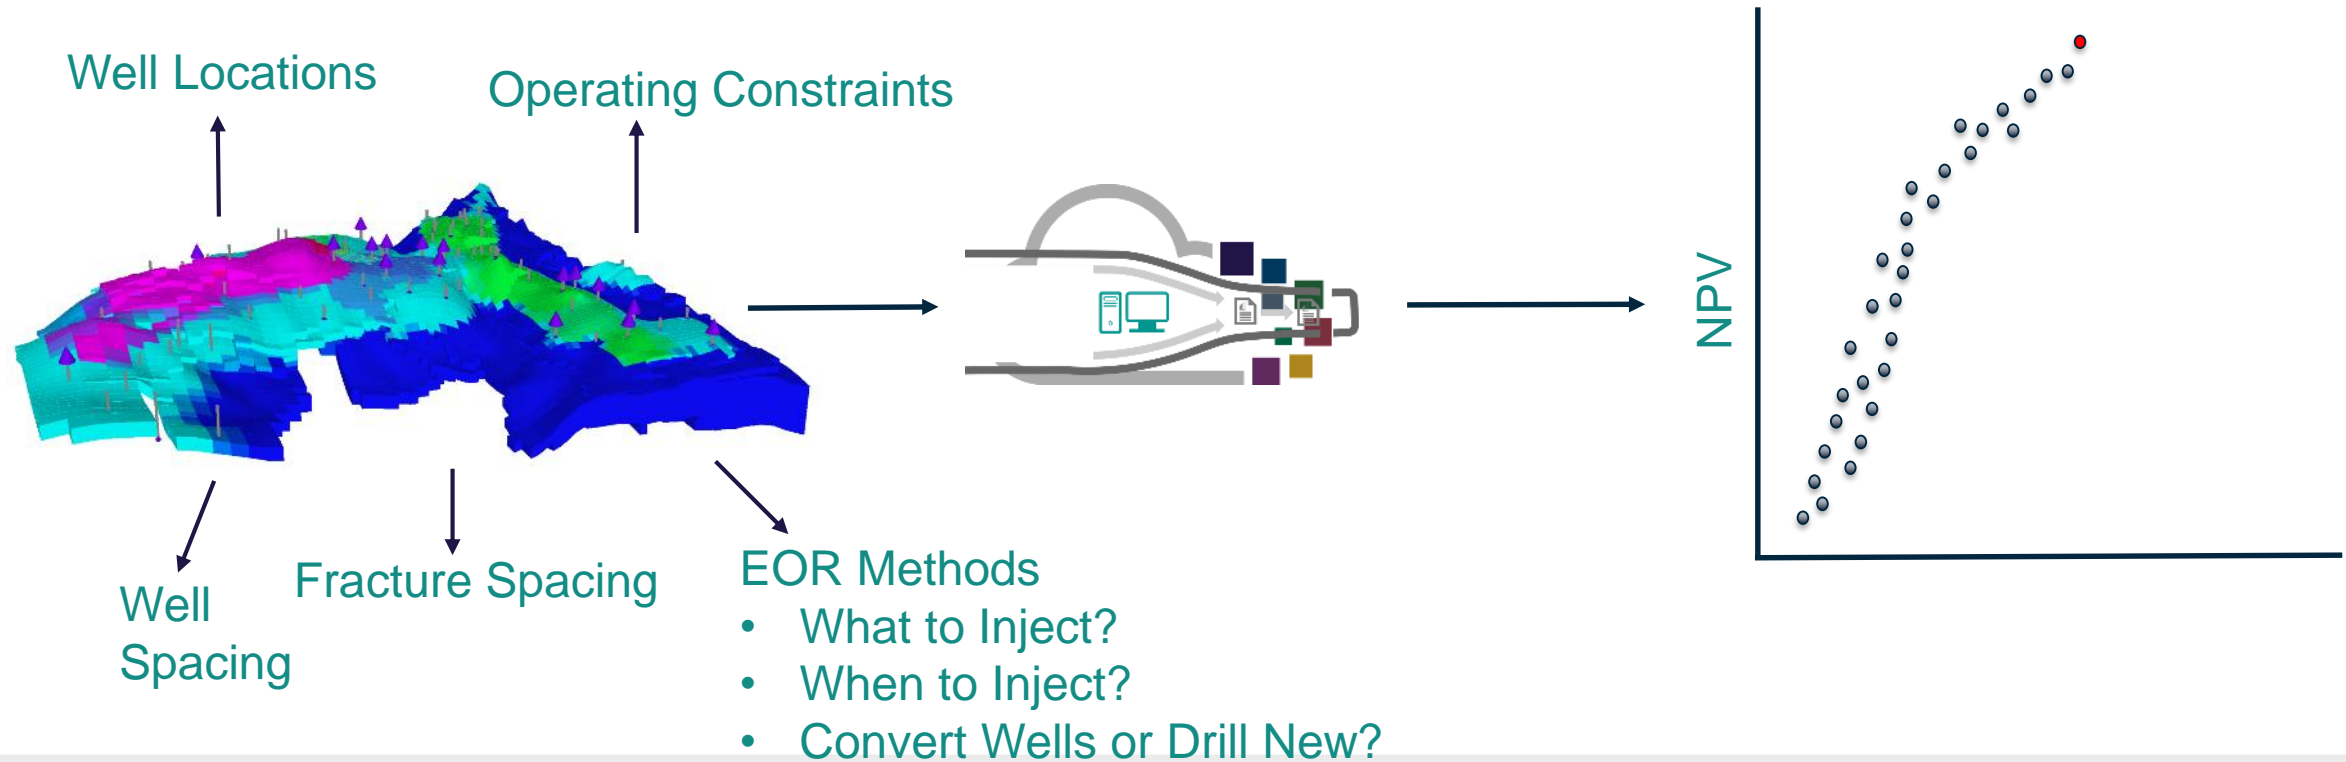 Well Locations
Operating Constraints
NPV
Well
Spacing
Fracture Spacing
EOR Methods
• What to Inject?
• When to Inject?
• Convert Wells or Drill New?